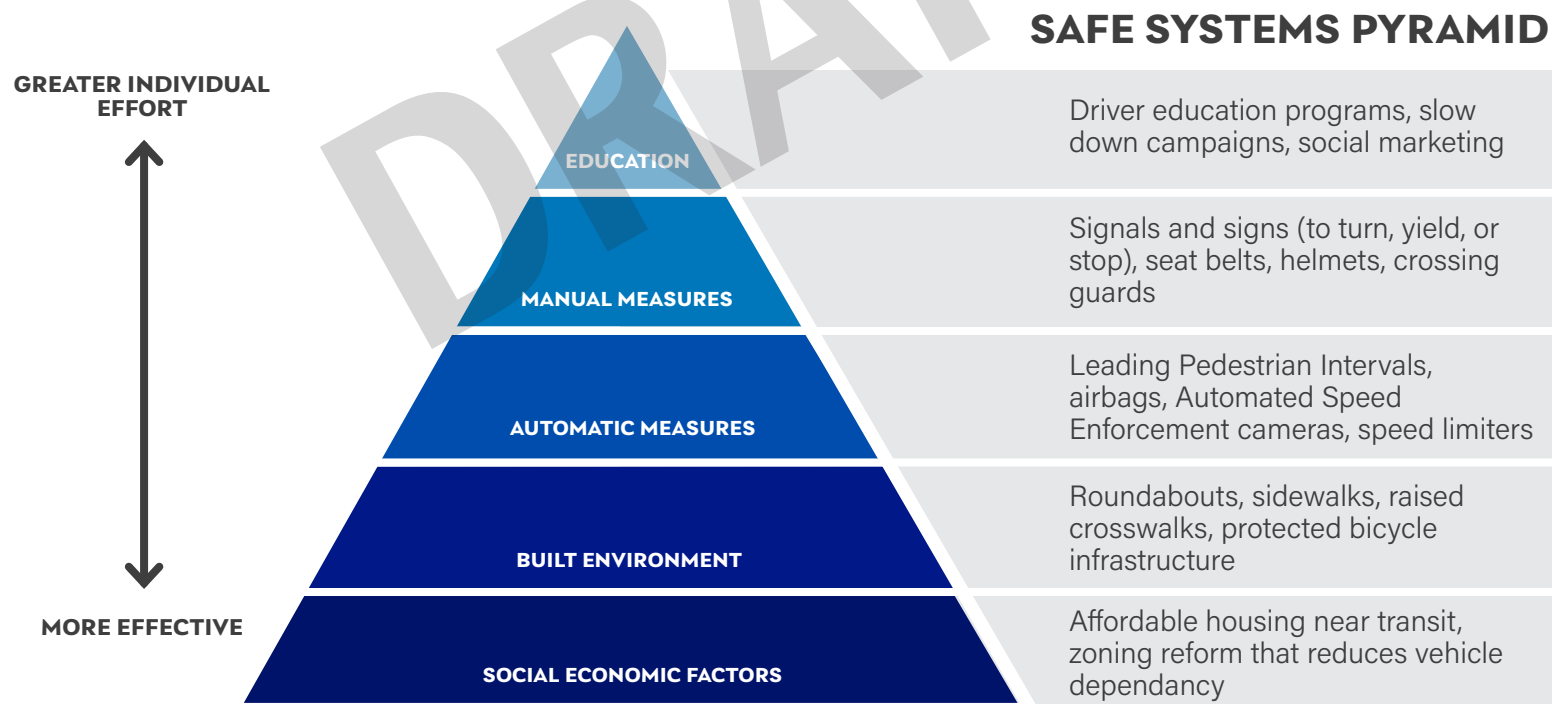 SAFE SYSTEMS PYRAMID
GREATER INDIVIDUAL
EFFORT
MORE EFFECTIVE
EDUCATION
Driver education programs, slow
down campaigns, social marketing
MANUAL MEASURES
Signals and signs (to turn, yield, or
stop), seat belts, helmets, crossing
guards
AUTOMATIC MEASURES
Leading Pedestrian Intervals,
airbags, Automated Speed
Enforcement cameras, speed limiters
BUILT ENVIRONMENT
Roundabouts, sidewalks, raised
crosswalks, protected bicycle
infrastructure
SOCIAL ECONOMIC FACTORS
Affordable housing near transit,
zoning reform that reduces vehicle
dependancy